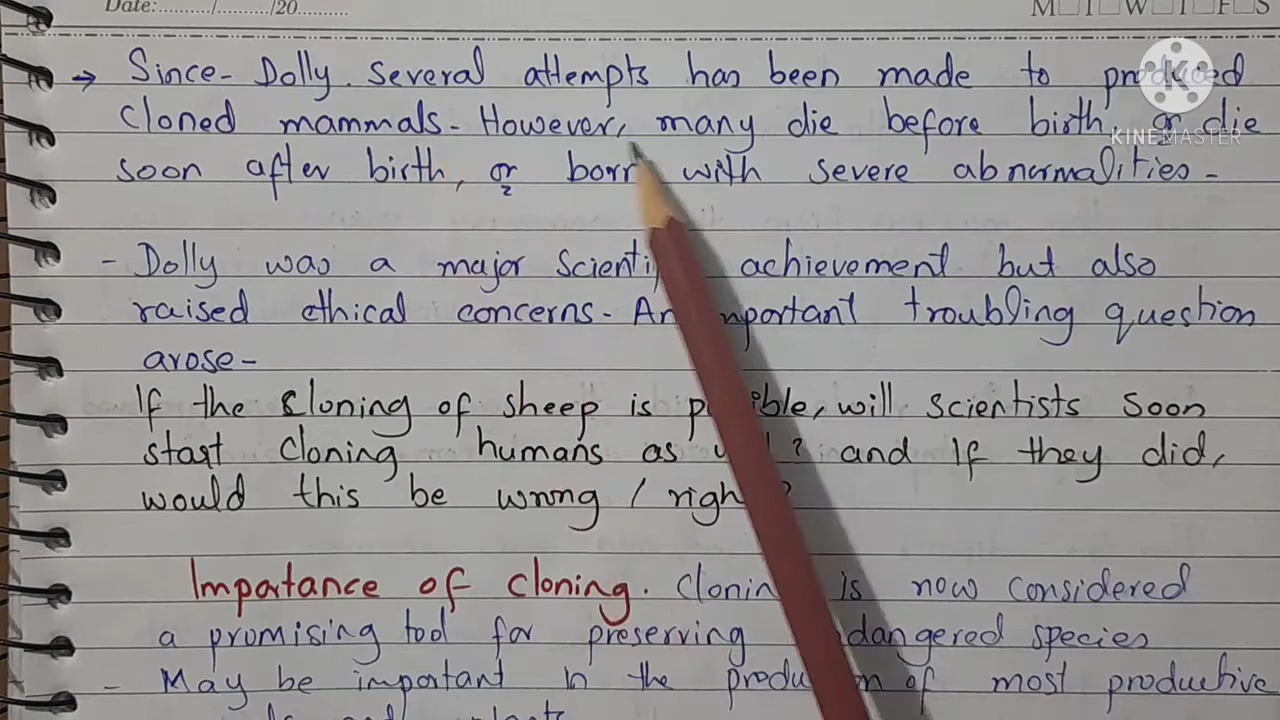 Date:........../........../20..........
M T W T F S
→ Since- Dolly. Several attempts has been made to produced
KINEMASTER
cloned mammals- However, many die before birth, or die
soon after birth, or born with severe abnormalities -
- Dolly was a major scientific achievement but also
raised ethical concerns- An important troubling question
arose-
If the cloning of sheep is possible, will scientists soon
start cloning humans as well? and If they did,
would this be wrong / right?
Impotance of cloning. Cloning is now considered
a promising tool for preserving endangered species
- May be important in the production of most productive